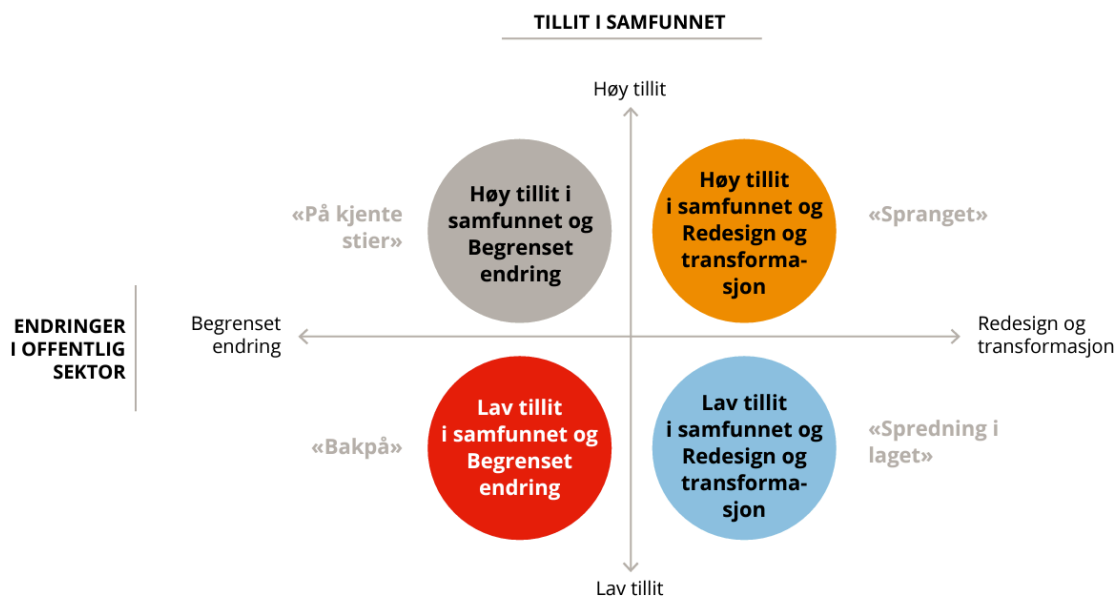 TILLIT I SAMFUNNET
Høy tillit
«På kjente
stier»
Høy tillit i
samfunnet og
Begrenset
endring
Høy tillit
i samfunnet og
Redesign og
transforma-
sjon
«Spranget»
ENDRINGER
I OFFENTLIG
SEKTOR
Begrenset
endring
Redesign og
transformasjon
«Bakpå»
Lav tillit
i samfunnet og
Begrenset
endring
Lav tillit
i samfunnet og
Redesign og
transforma-
sjon
«Spredning i
laget»
Lav tillit